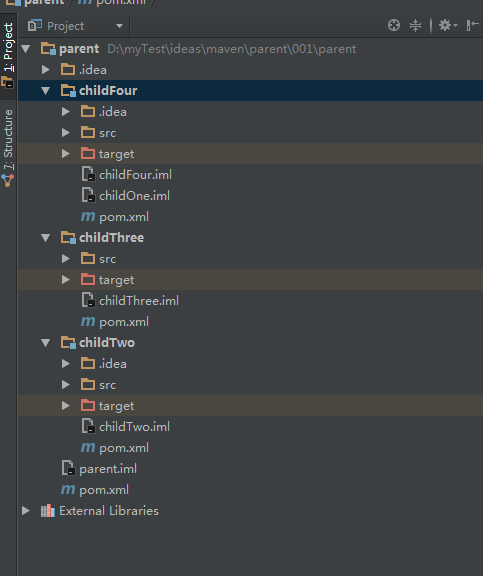 parent pom.xml
Project
1: Project
7: Structure
parent D:\myTest\ideas\maven\parent\001\parent
.idea
childFour
.idea
src
target
childFour.iml
childOne.iml
pom.xml
childThree
src
target
childThree.iml
pom.xml
childTwo
.idea
src
target
childTwo.iml
pom.xml
parent.iml
pom.xml
External Libraries